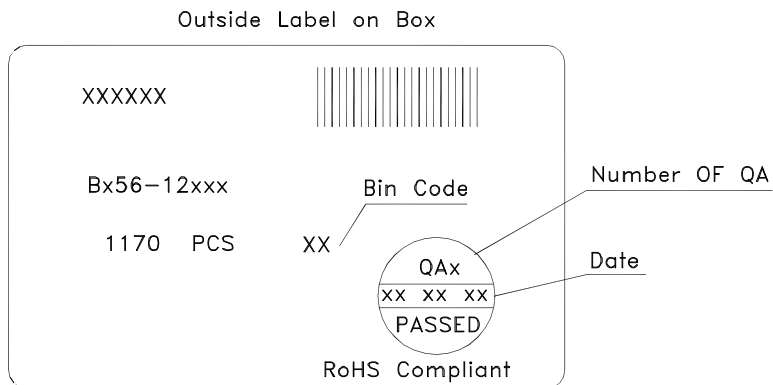 Outside Label on Box
XXXXXX
Bx56-12xxx
Bin Code
Number OF QA
1170 PCS
XX
QAx
Date
xx xx xx
PASSED
RoHS Compliant